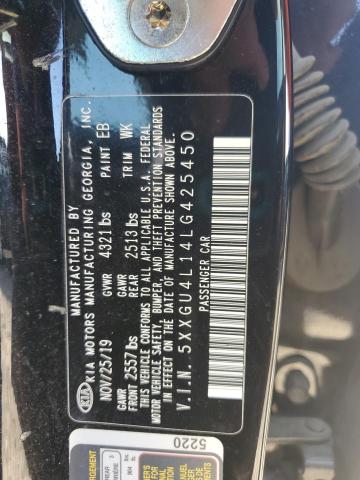 KIA KIA MOTORS MANUFACTURING GEORGIA, INC.
NOV/25/19 GVWR 4321 lbs PAINT EB
GAWR FRONT 2557 lbs GAWR REAR 2513 lbs TRIM WK
THIS VEHICLE CONFORMS TO ALL APPLICABLE U.S.A. FEDERAL
MOTOR VEHICLE SAFETY, BUMPER, AND THEFT PREVENTION STANDARDS
IN EFFECT ON THE DATE OF MANUFACTURE SHOWN ABOVE.
V.I.N. 5XXGU4L14LG425450
PASSENGER CAR
5220